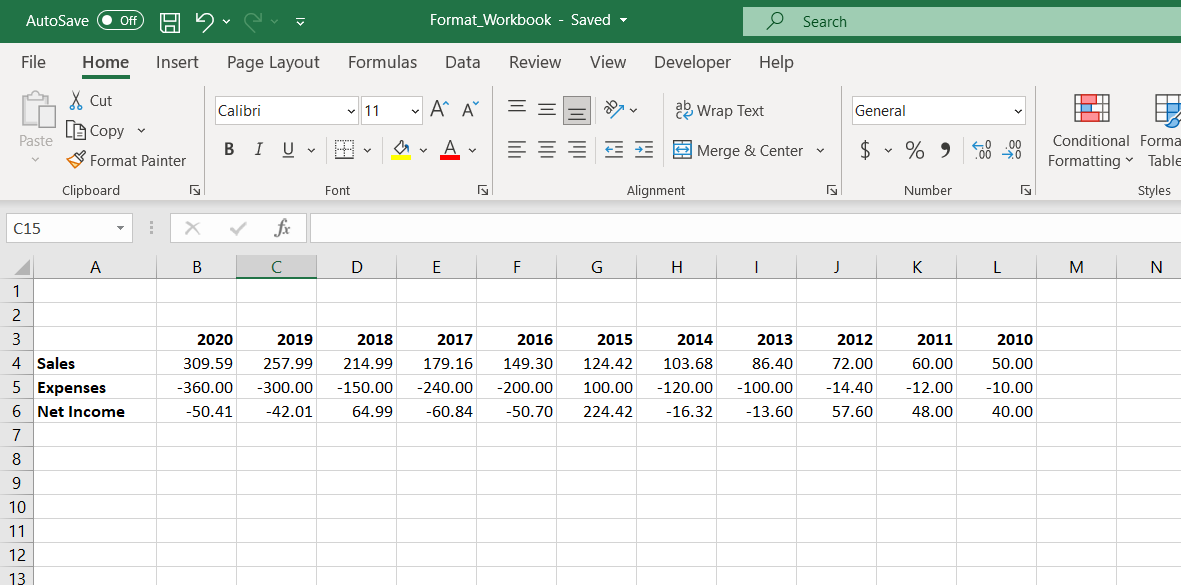 AutoSave Off Format_Workbook - Saved Search
File Home Insert Page Layout Formulas Data Review View Developer Help
Paste
Cut
Copy
Format Painter
Clipboard
Calibri 11 A A
B I U A
Font
ab Wrap Text
Merge & Center
Alignment
General
$ % 9 .00 .00
Number
Conditional Formatting
Forma
Table
Styles
C15 fx
A B C D E F G H I J K L M N
1
2
3 2020 2019 2018 2017 2016 2015 2014 2013 2012 2011 2010
4 Sales 309.59 257.99 214.99 179.16 149.30 124.42 103.68 86.40 72.00 60.00 50.00
5 Expenses -360.00 -300.00 -150.00 -240.00 -200.00 100.00 -120.00 -100.00 -14.40 -12.00 -10.00
6 Net Income -50.41 -42.01 64.99 -60.84 -50.70 224.42 -16.32 -13.60 57.60 48.00 40.00
7
8
9
10
11
12
13